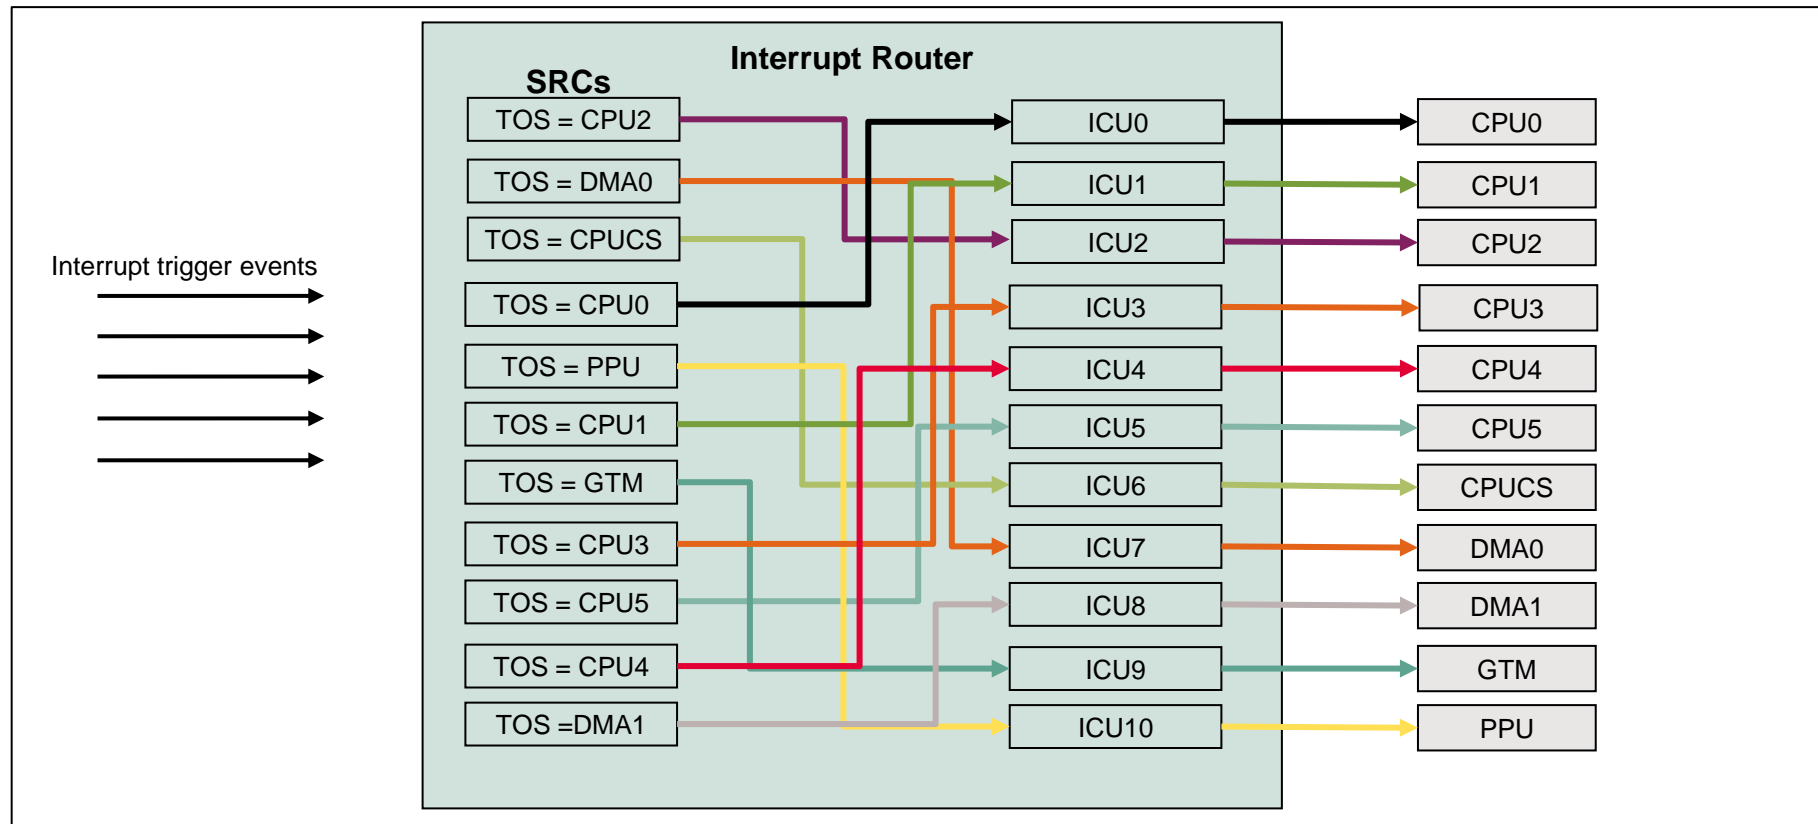 Interrupt Router
SRCs
TOS = CPU2
ICU0
CPU0
TOS = DMA0
ICU1
CPU1
TOS = CPUCS
ICU2
CPU2
Interrupt trigger events
TOS = CPU0
ICU3
CPU3
TOS = PPU
ICU4
CPU4
TOS = CPU1
ICU5
CPU5
TOS = GTM
ICU6
CPUCS
TOS = CPU3
ICU7
DMA0
TOS = CPU5
ICU8
DMA1
TOS = CPU4
ICU9
GTM
TOS =DMA1
ICU10
PPU